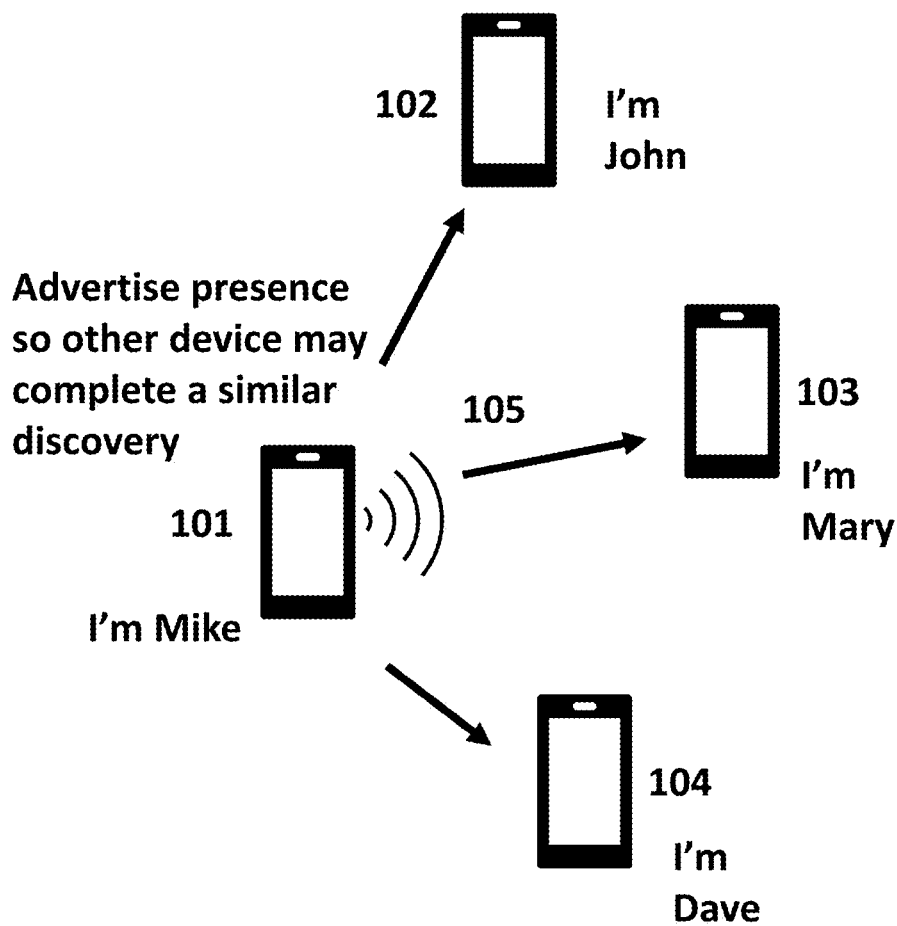 102
I'm
John
Advertise presence
so other device may
complete a similar
discovery
105
103
I'm
Mary
101
I'm Mike
104
I'm
Dave